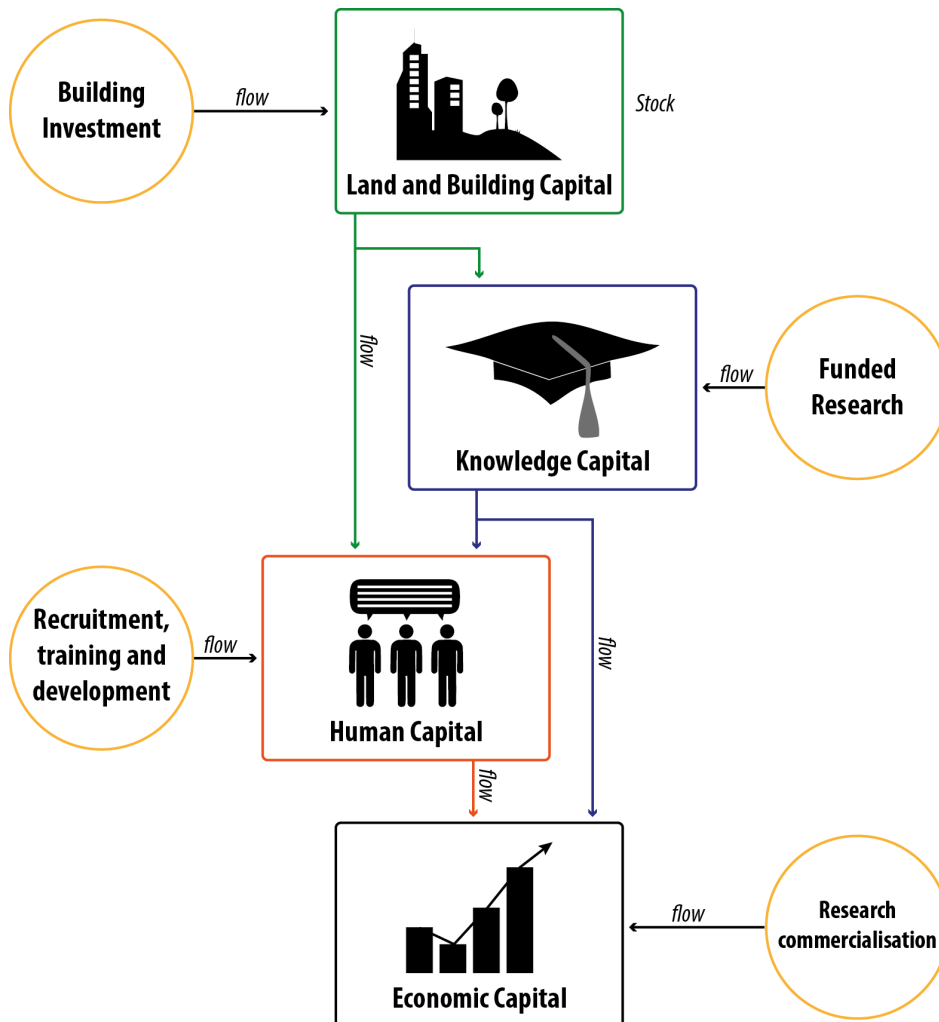 Building
Investment
flow
Stock
Land and Building Capital
flow
Knowledge Capital
flow
Funded
Research
Recruitment,
training and
development
flow
Human Capital
flow
flow
Economic Capital
flow
Research
commercialisation